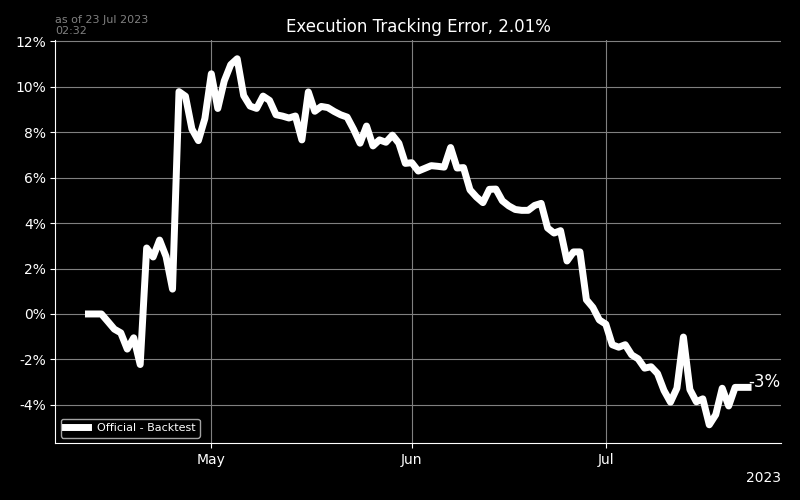 as of 23 Jul 2023
02:32
Execution Tracking Error, 2.01%
12%
10%
8%
6%
4%
2%
0%
-2%
-4%
-3%
Official - Backtest
May
Jun
Jul
2023